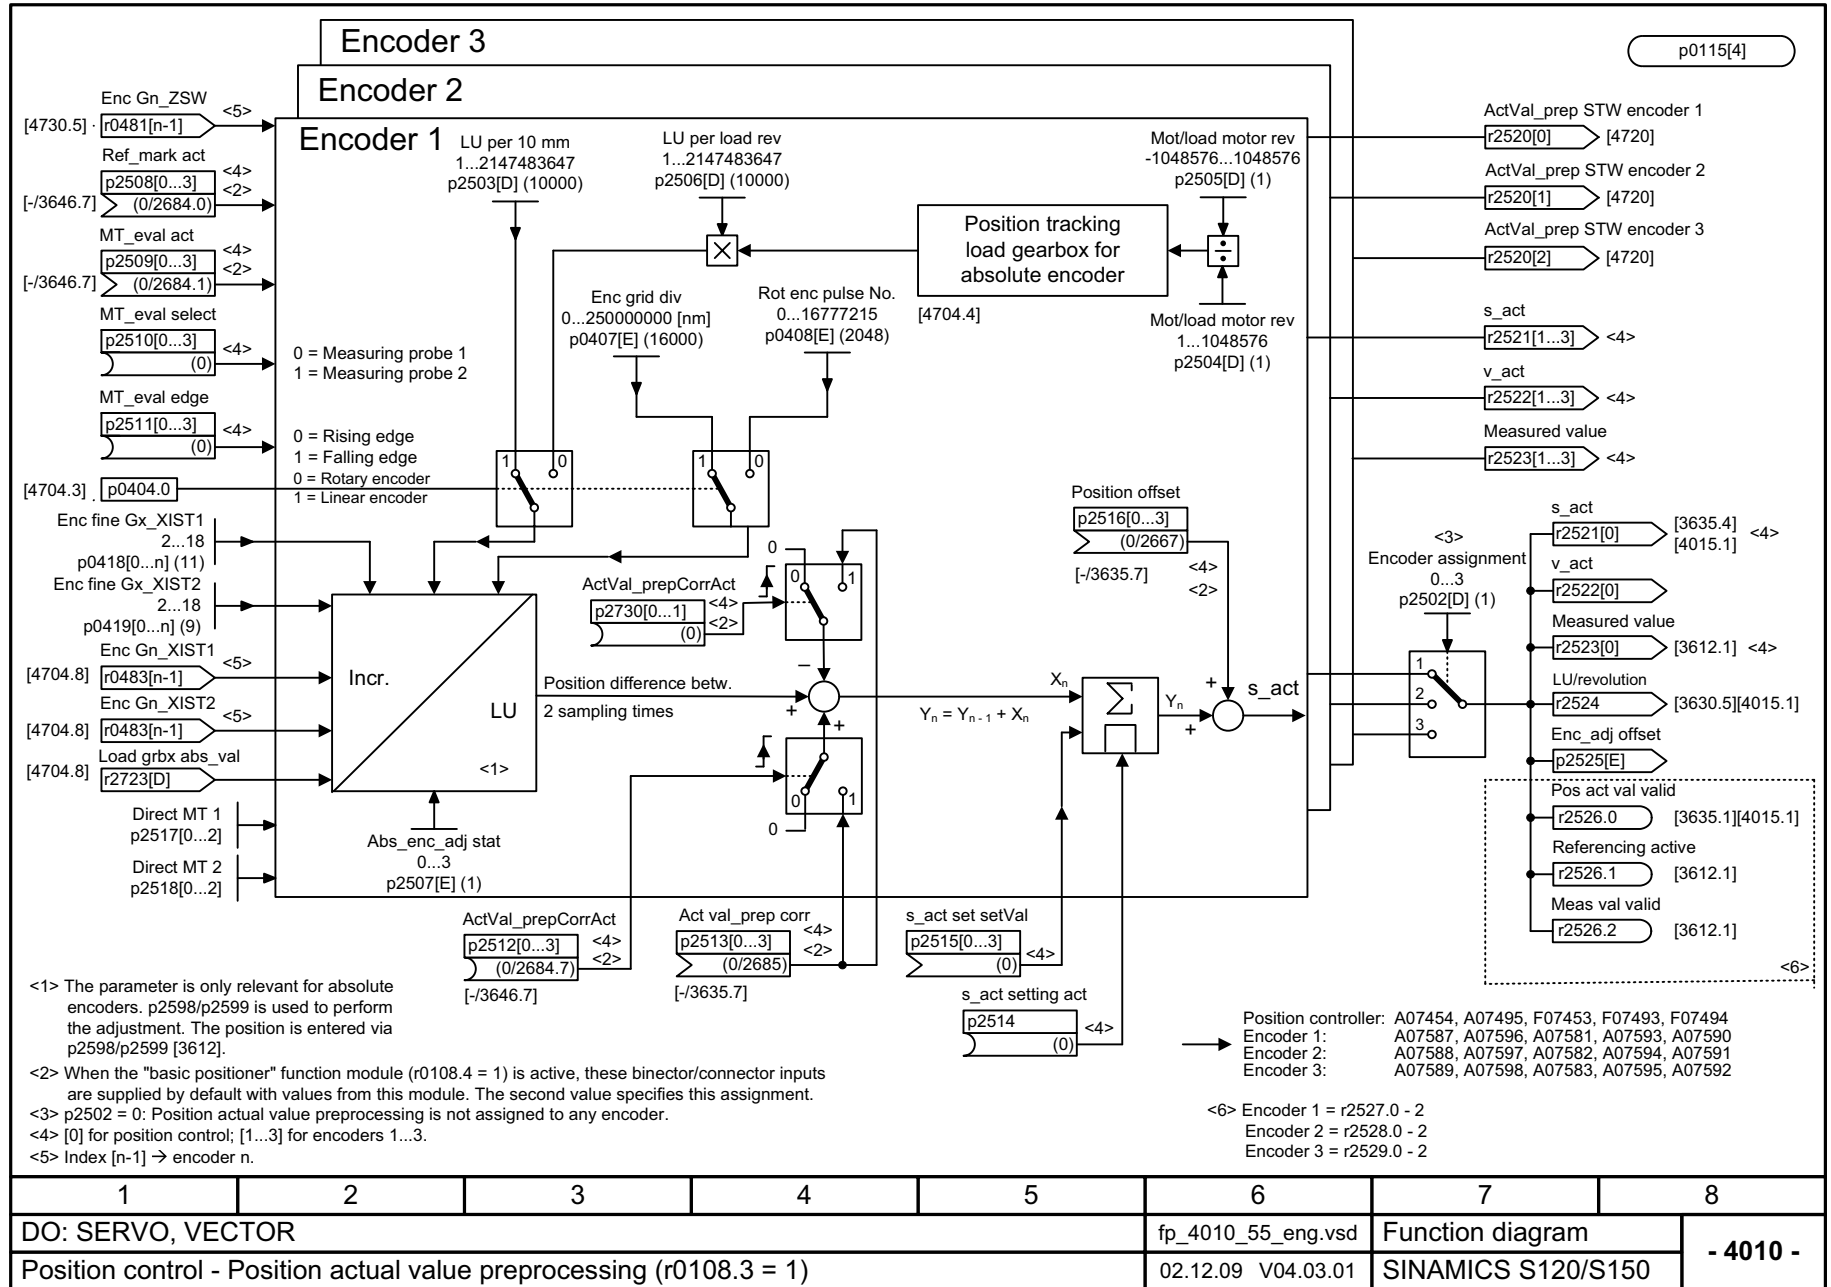 Encoder 3
Encoder 2
Encoder 1
p0115[4]
Enc Gn_ZSW
[4730.5]
r0481[n-1]
<5>
Ref_mark act
p2508[0...3]
<4>
<2>
[-/3646.7]
(0/2684.0)
MT_eval act
p2509[0...3]
<4>
<2>
[-/3646.7]
(0/2684.1)
MT_eval select
p2510[0...3]
<4>
(0)
0 = Measuring probe 1
1 = Measuring probe 2
MT_eval edge
p2511[0...3]
<4>
(0)
0 = Rising edge
1 = Falling edge
0 = Rotary encoder
1 = Linear encoder
[4704.3]
p0404.0
Enc fine Gx_XIST1
2...18
p0418[0...n] (11)
Enc fine Gx_XIST2
2...18
p0419[0...n] (9)
Enc Gn_XIST1
[4704.8]
r0483[n-1]
<5>
Enc Gn_XIST2
[4704.8]
r0483[n-1]
<5>
Load grbx abs_val
[4704.8]
r2723[D]
Direct MT 1
p2517[0...2]
Direct MT 2
p2518[0...2]
LU per 10 mm
1...2147483647
p2503[D] (10000)
LU per load rev
1...2147483647
p2506[D] (10000)
×
Position tracking
load gearbox for
absolute encoder
[4704.4]
Mot/load motor rev
-1048576...1048576
p2505[D] (1)
÷
Mot/load motor rev
1...1048576
p2504[D] (1)
Enc grid div
0...250000000 [nm]
p0407[E] (16000)
Rot enc pulse No.
0...16777215
p0408[E] (2048)
1
0
1
0
Incr.
LU
<1>
Abs_enc_adj stat
0...3
p2507[E] (1)
Position difference betw.
2 sampling times
ActVal_prepCorrAct
p2730[0...1]
<4>
<2>
(0)
0
0
1
–
+
+
0
1
0
Xn
Yn = Yn - 1 + Xn
Σ
Yn
+
+
s_act
Position offset
p2516[0...3]
(0/2667)
[-/3635.7]
<4>
<2>
ActVal_prepCorrAct
p2512[0...3]
<4>
<2>
(0/2684.7)
[-/3646.7]
Act val_prep corr
p2513[0...3]
<4>
<2>
(0/2685)
[-/3635.7]
s_act set setVal
p2515[0...3]
<4>
(0)
s_act setting act
p2514
<4>
(0)
ActVal_prep STW encoder 1
r2520[0]
[4720]
ActVal_prep STW encoder 2
r2520[1]
[4720]
ActVal_prep STW encoder 3
r2520[2]
[4720]
s_act
r2521[1...3]
<4>
v_act
r2522[1...3]
<4>
Measured value
r2523[1...3]
<4>
<3>
Encoder assignment
0...3
p2502[D] (1)
1
2
3
s_act
r2521[0]
[3635.4]
[4015.1]
<4>
v_act
r2522[0]
Measured value
r2523[0]
[3612.1] <4>
LU/revolution
r2524
[3630.5][4015.1]
Enc_adj offset
p2525[E]
Pos act val valid
r2526.0
[3635.1][4015.1]
Referencing active
r2526.1
[3612.1]
Meas val valid
r2526.2
[3612.1]
<6>
<1> The parameter is only relevant for absolute
encoders. p2598/p2599 is used to perform
the adjustment. The position is entered via
p2598/p2599 [3612].
<2> When the "basic positioner" function module (r0108.4 = 1) is active, these binector/connector inputs
are supplied by default with values from this module. The second value specifies this assignment.
<3> p2502 = 0: Position actual value preprocessing is not assigned to any encoder.
<4> [0] for position control; [1...3] for encoders 1...3.
<5> Index [n-1] → encoder n.
Position controller: A07454, A07495, F07453, F07493, F07494
Encoder 1: A07587, A07596, A07581, A07593, A07590
Encoder 2: A07588, A07597, A07582, A07594, A07591
Encoder 3: A07589, A07598, A07583, A07595, A07592
<6> Encoder 1 = r2527.0 - 2
Encoder 2 = r2528.0 - 2
Encoder 3 = r2529.0 - 2
1 2 3 4 5 6 7 8
DO: SERVO, VECTOR
fp_4010_55_eng.vsd
Function diagram
- 4010 -
Position control - Position actual value preprocessing (r0108.3 = 1)
02.12.09 V04.03.01
SINAMICS S120/S150